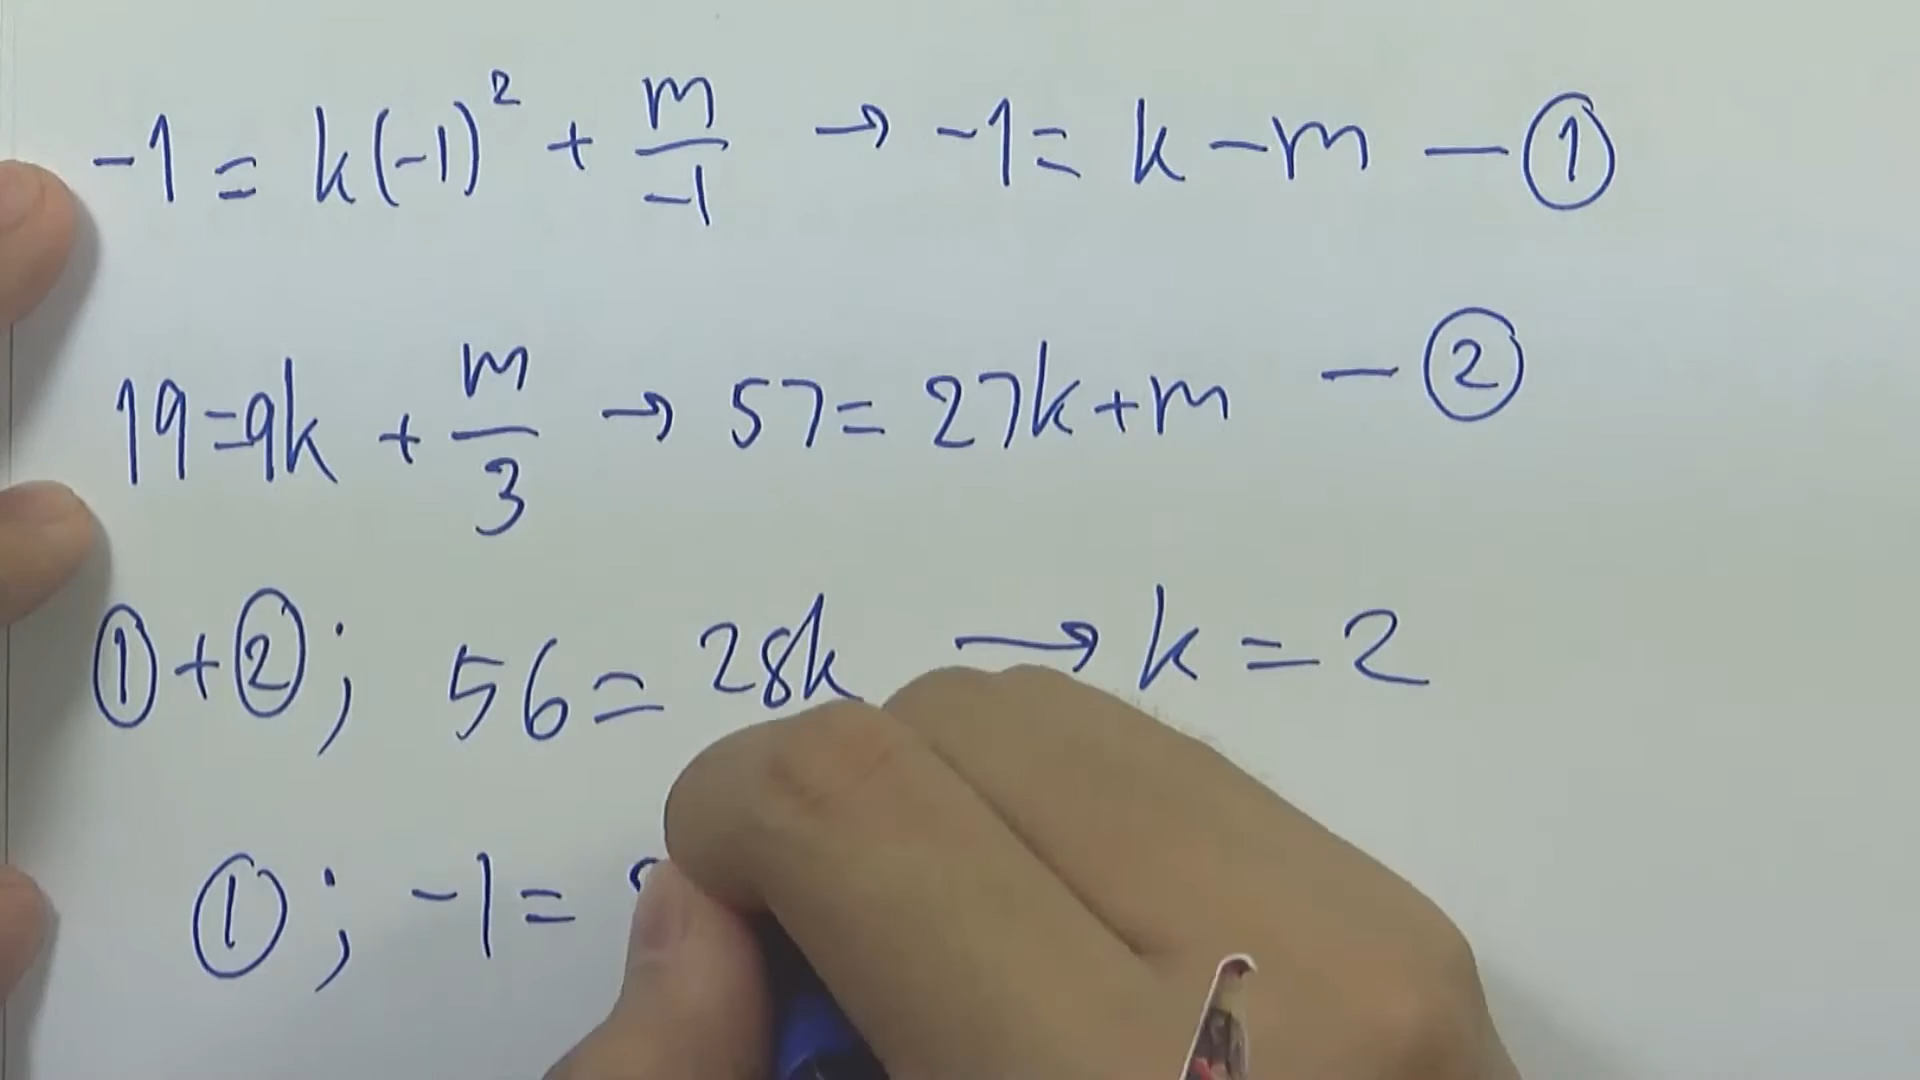 -1 = k(-1)² + m/-1 → -1 = k - m — ①
19 = 9k + m/3 → 57 = 27k + m — ②
① + ② ; 56 = 28k → k = 2
① ; -1 =